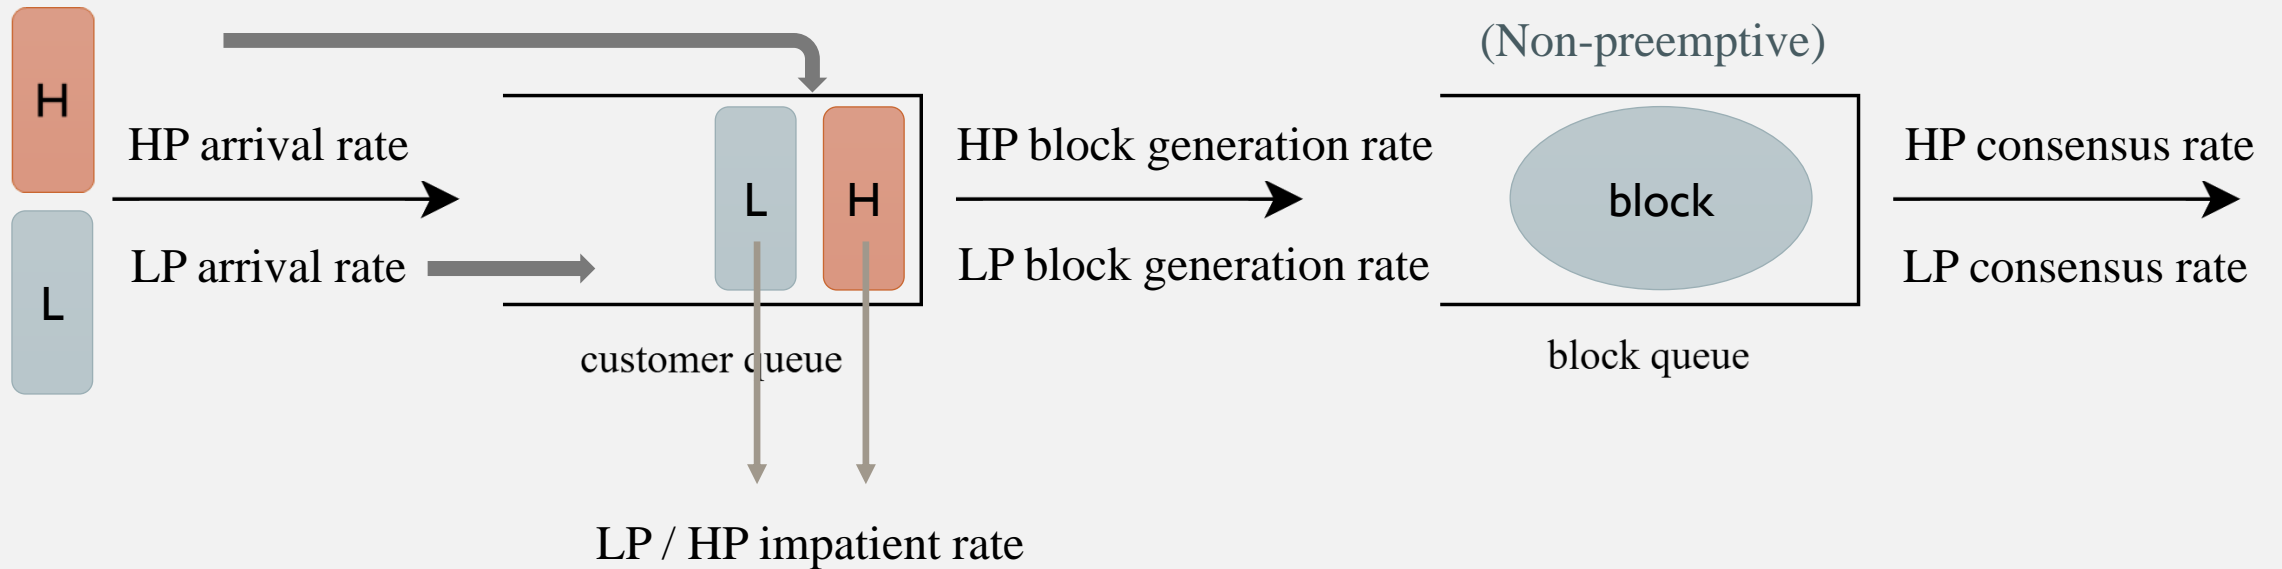 (Non-preemptive)
H
HP arrival rate
L
H
HP block generation rate
block
HP consensus rate
L
LP arrival rate
LP block generation rate
LP consensus rate
customer queue
block queue
LP / HP impatient rate